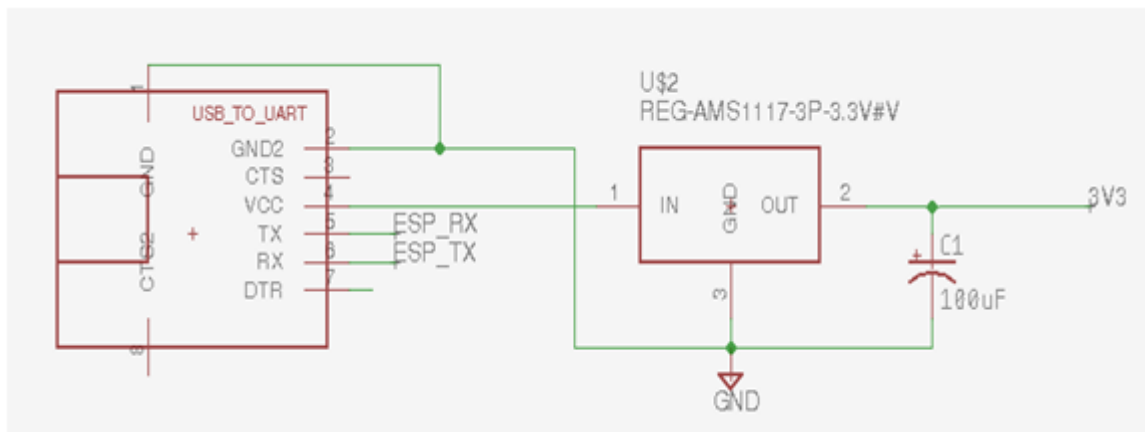 1
USB_TO_UART
GND
CTS2
8
GND2 2
CTS 3
VCC 4
TX 5 ESP_RX
RX 6 ESP_TX
DTR 7
U$2
REG-AMS1117-3P-3.3V#V
1 IN GND OUT 2
3
3V3
C1
+
100uF
GND